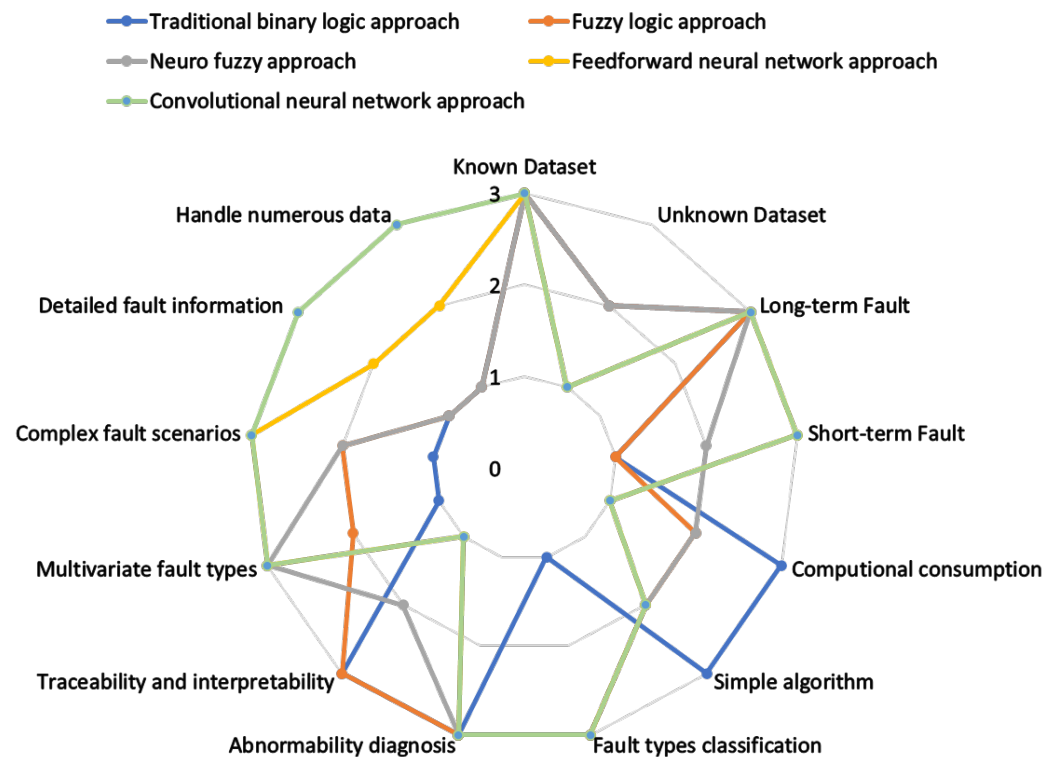 Traditional binary logic approach
Fuzzy logic approach
Neuro fuzzy approach
Feedforward neural network approach
Convolutional neural network approach
Known Dataset
3
Handle numerous data
Unknown Dataset
2
Detailed fault information
Long-term Fault
1
Complex fault scenarios
Short-term Fault
0
Multivariate fault types
Computional consumption
Traceability and interpretability
Simple algorithm
Abnormability diagnosis
Fault types classification